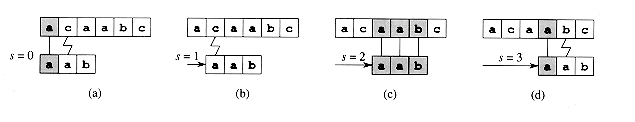 a c a a b c
s = 0
a a b
(a)
a c a a b c
s = 1
a a b
(b)
a c a a b c
s = 2
a a b
(c)
a c a a b c
s = 3
a a b
(d)